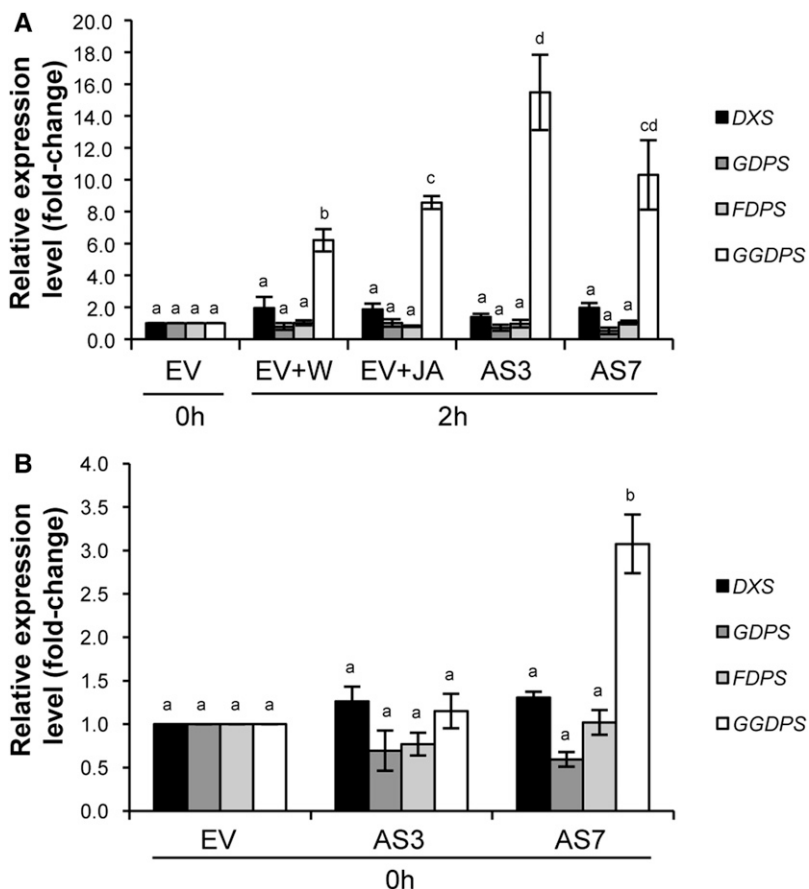 A
Relative expression
level (fold-change)
20.0
18.0
16.0
14.0
12.0
10.0
8.0
6.0
4.0
2.0
0.0
a a a a
a a a b
a a a c
a a a d
a a a cd
EV EV+W EV+JA AS3 AS7
0h 2h
DXS
GDPS
FDPS
GGDPS
B
Relative expression
level (fold-change)
4.0
3.5
3.0
2.5
2.0
1.5
1.0
0.5
0.0
a a a a
a a a a
a a a b
EV AS3 AS7
0h
DXS
GDPS
FDPS
GGDPS